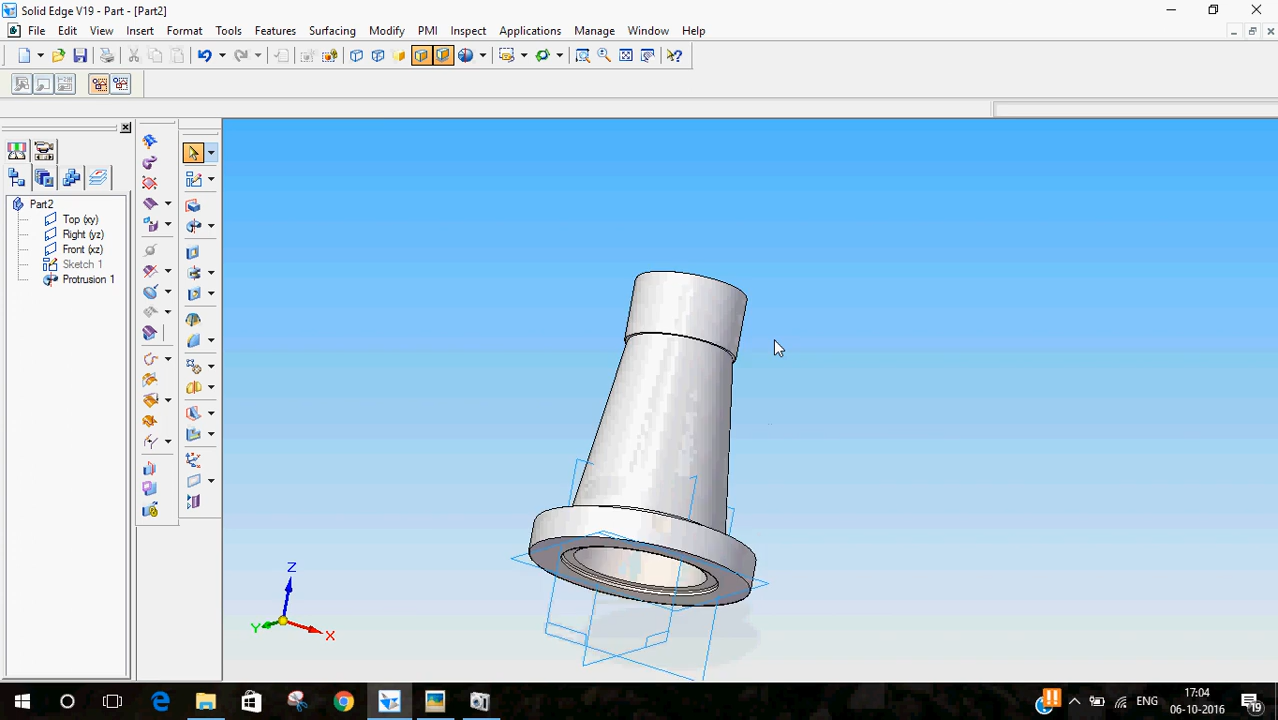 Solid Edge V19 - Part - [Part2]
File Edit View Insert Format Tools Features Surfacing Modify PMI Inspect Applications Manage Window Help
Part2
Top (xy)
Right (yz)
Front (xz)
Sketch 1
Protrusion 1
Z
Y
X
ENG
17:04
06-10-2016
19